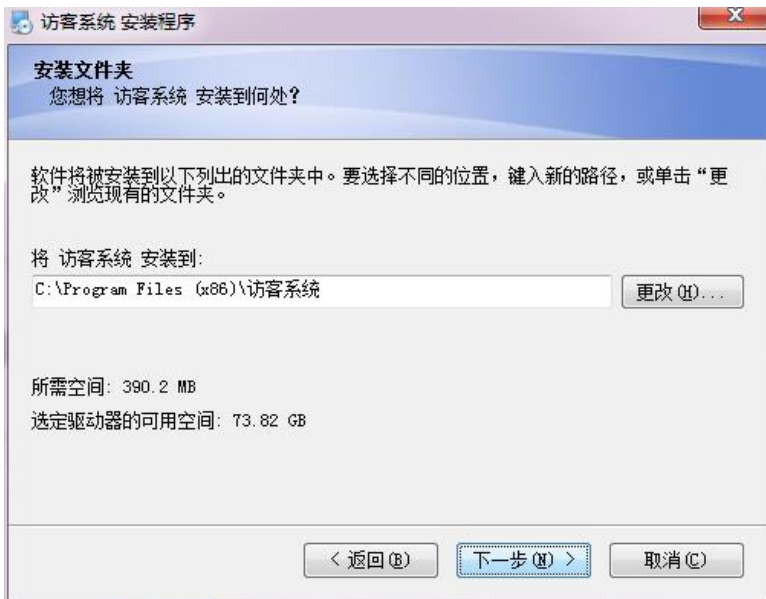 访客系统 安装程序
安装文件夹
您想将 访客系统 安装到何处?
软件将被安装到以下列出的文件夹中。要选择不同的位置，键入新的路径，或单击“更
改”浏览现有的文件夹。
将 访客系统 安装到:
C:\Program Files (x86)\访客系统
更改(H)...
所需空间: 390.2 MB
选定驱动器的可用空间: 73.82 GB
< 返回(B) 下一步(N) > 取消(C)